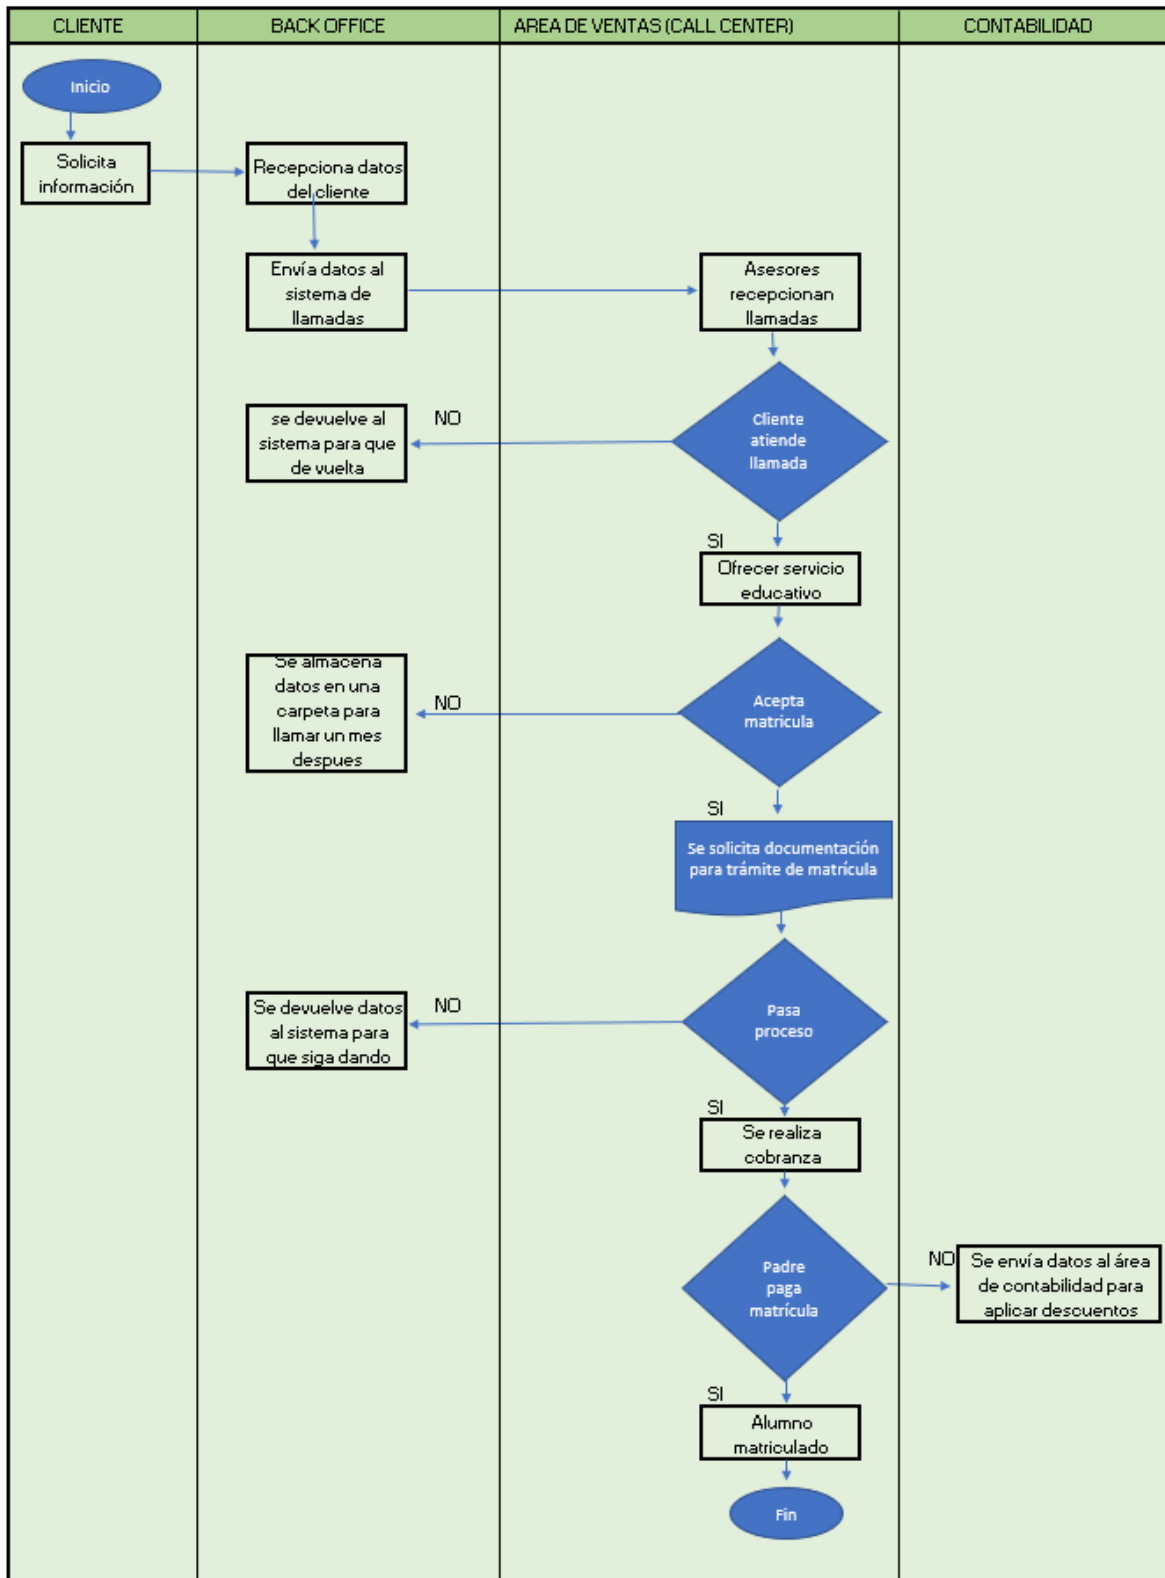 CLIENTE
BACK OFFICE
AREA DE VENTAS (CALL CENTER)
CONTABILIDAD
Inicio
Solicita
información
Recepciona datos
del cliente
Envía datos al
sistema de
llamadas
Asesores
recepcionan
llamadas
Cliente
atiende
llamada
NO
se devuelve al
sistema para que
de vuelta
SI
Ofrecer servicio
educativo
Acepta
matricula
NO
Se almacena
datos en una
carpeta para
llamar un mes
despues
SI
Se solicita documentación
para trámite de matrícula
Pasa
proceso
NO
Se devuelve datos
al sistema para
que siga dando
SI
Se realiza
cobranza
Padre
paga
matrícula
NO
Se envía datos al área
de contabilidad para
aplicar descuentos
SI
Alumno
matriculado
Fin